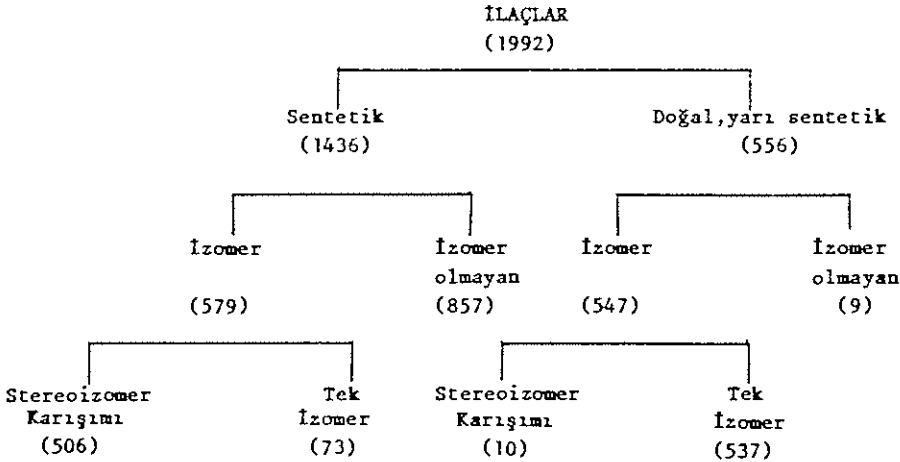 İLAÇLAR
(1992)
Sentetik
(1436)
Doğal,yarı sentetik
(556)
İzomer
(579)
İzomer
olmayan
(857)
İzomer
(547)
İzomer
olmayan
(9)
Stereoizomer
Karışımı
(506)
Tek
İzomer
(73)
Stereoizomer
Karışımı
(10)
Tek
İzomer
(537)